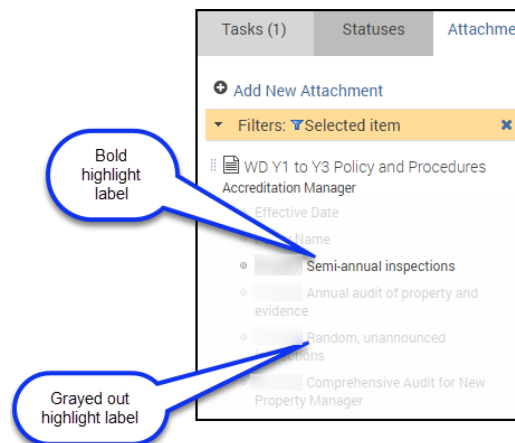 Tasks (1) Statuses Attachme
Add New Attachment
Filters: Selected item
WD Y1 to Y3 Policy and Procedures
Accreditation Manager
Effective Date
Name
Semi-annual inspections
Annual audit of property and
evidence
Random, unannounced
Comprehensive Audit for New
Property Manager
Bold
highlight
label
Grayed out
highlight label